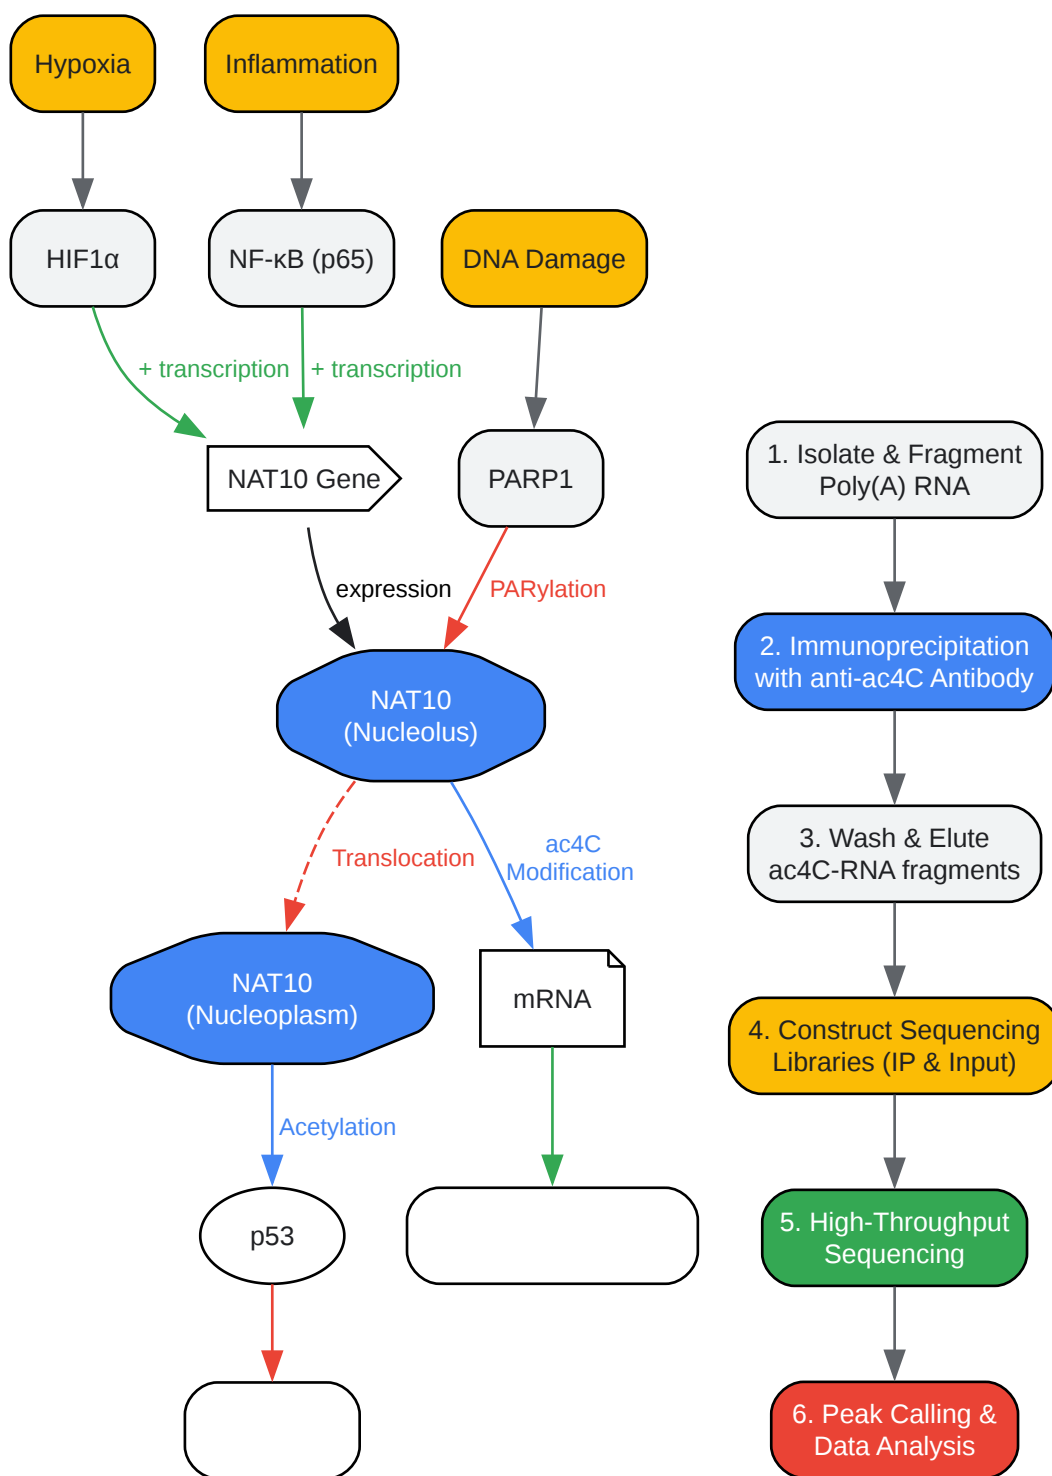 Hypoxia
Inflammation
HIF1α
NF-κB (p65)
DNA Damage
+ transcription
+ transcription
NAT10 Gene
PARP1
expression
PARylation
NAT10
(Nucleolus)
Translocation
ac4C
Modification
NAT10
(Nucleoplasm)
mRNA
Acetylation
p53
1. Isolate & Fragment
Poly(A) RNA
2. Immunoprecipitation
with anti-ac4C Antibody
3. Wash & Elute
ac4C-RNA fragments
4. Construct Sequencing
Libraries (IP & Input)
5. High-Throughput
Sequencing
6. Peak Calling &
Data Analysis